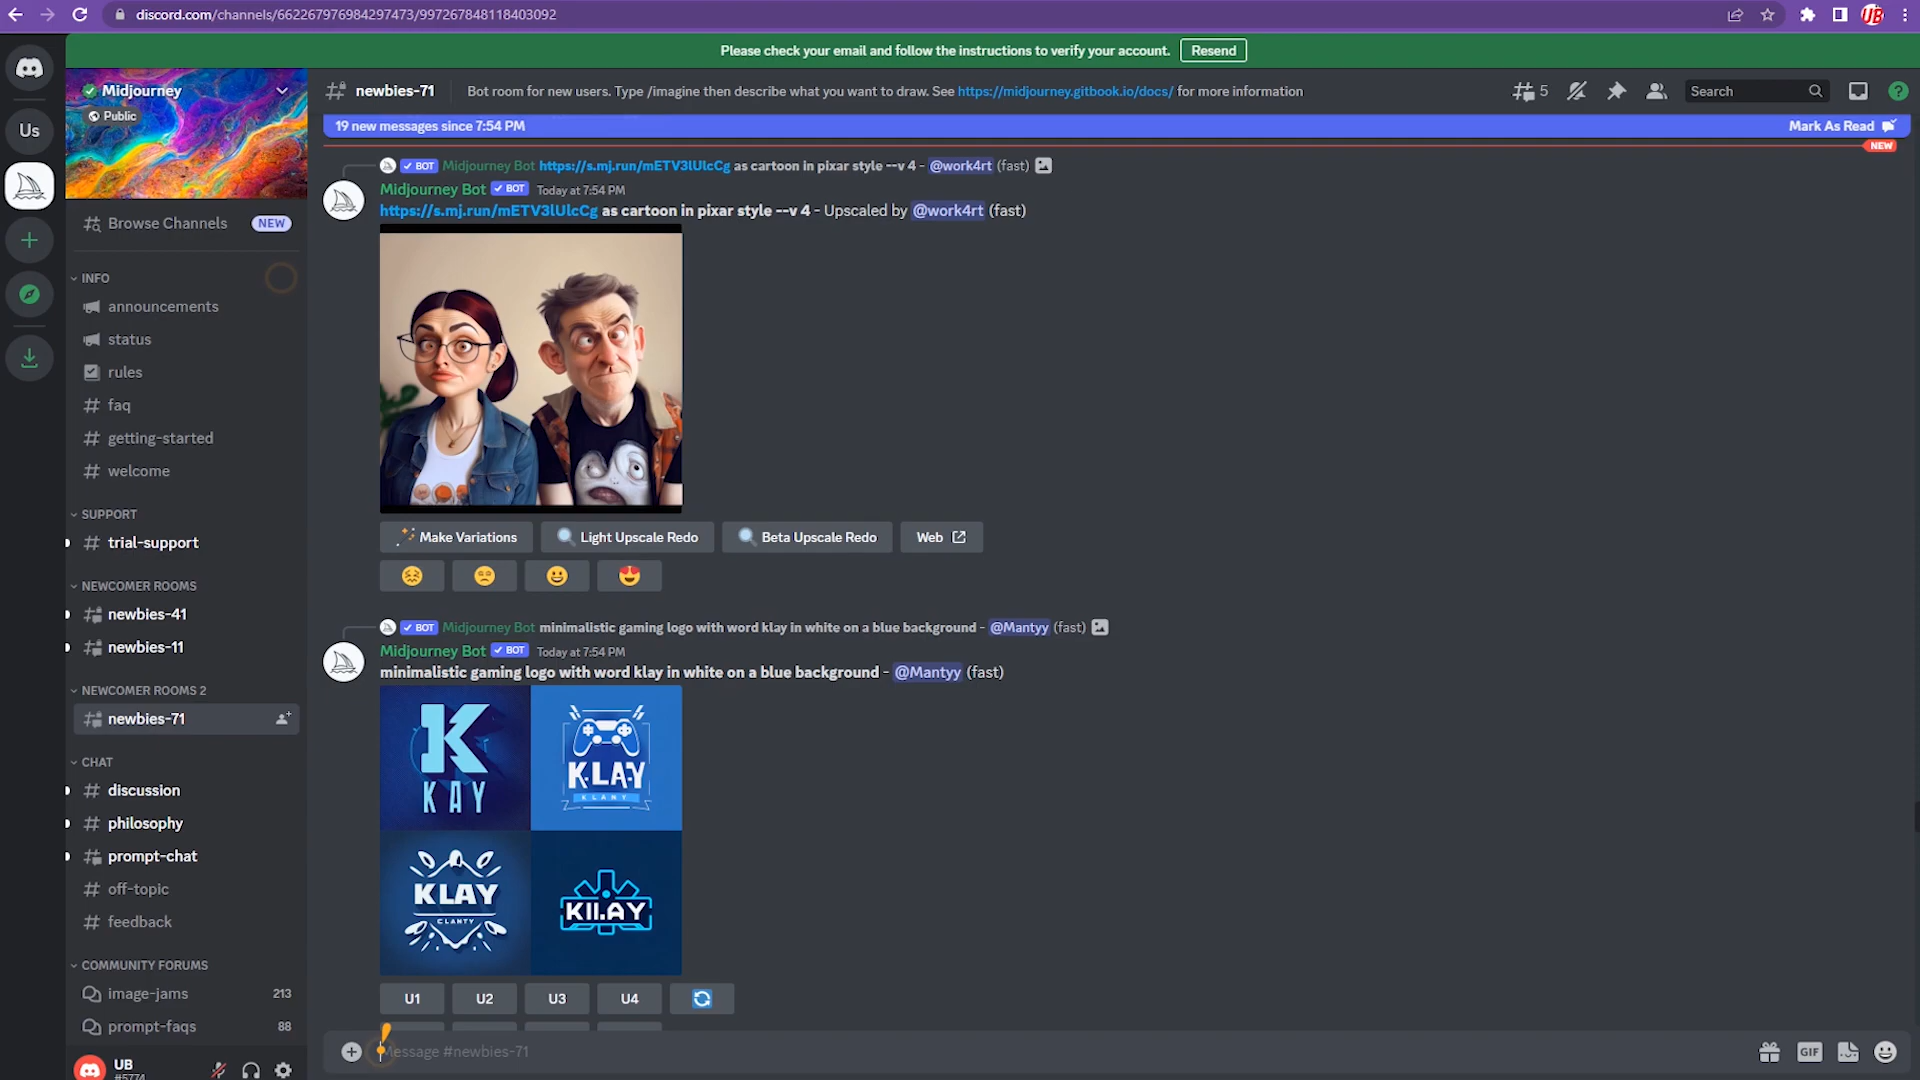 discord.com/channels/662267976984297473/997267848118403092
UB
Please check your email and follow the instructions to verify your account. Resend
Us
Midjourney
Public
Browse Channels NEW
INFO
announcements
status
rules
faq
getting-started
welcome
SUPPORT
trial-support
NEWCOMER ROOMS
newbies-41
newbies-11
NEWCOMER ROOMS 2
newbies-71
CHAT
discussion
philosophy
prompt-chat
off-topic
feedback
COMMUNITY FORUMS
image-jams 213
prompt-faqs 88
UB
#5774
newbies-71 Bot room for new users. Type /imagine then describe what you want to draw. See https://midjourney.gitbook.io/docs/ for more information 5 Search
19 new messages since 7:54 PM Mark As Read
NEW
BOT Midjourney Bot https://s.mj.run/mETV3lUlcCg as cartoon in pixar style --v 4 - @work4rt (fast)
Midjourney Bot BOT Today at 7:54 PM
https://s.mj.run/mETV3lUlcCg as cartoon in pixar style --v 4 - Upscaled by @work4rt (fast)
Make Variations Light Upscale Redo Beta Upscale Redo Web
BOT Midjourney Bot minimalistic gaming logo with word klay in white on a blue background - @Mantyy (fast)
Midjourney Bot BOT Today at 7:54 PM
minimalistic gaming logo with word klay in white on a blue background - @Mantyy (fast)
K
KAY
KLAY
KLANY
KLAY
CLANTY
KII.AY
U1 U2 U3 U4
Message #newbies-71
GIF